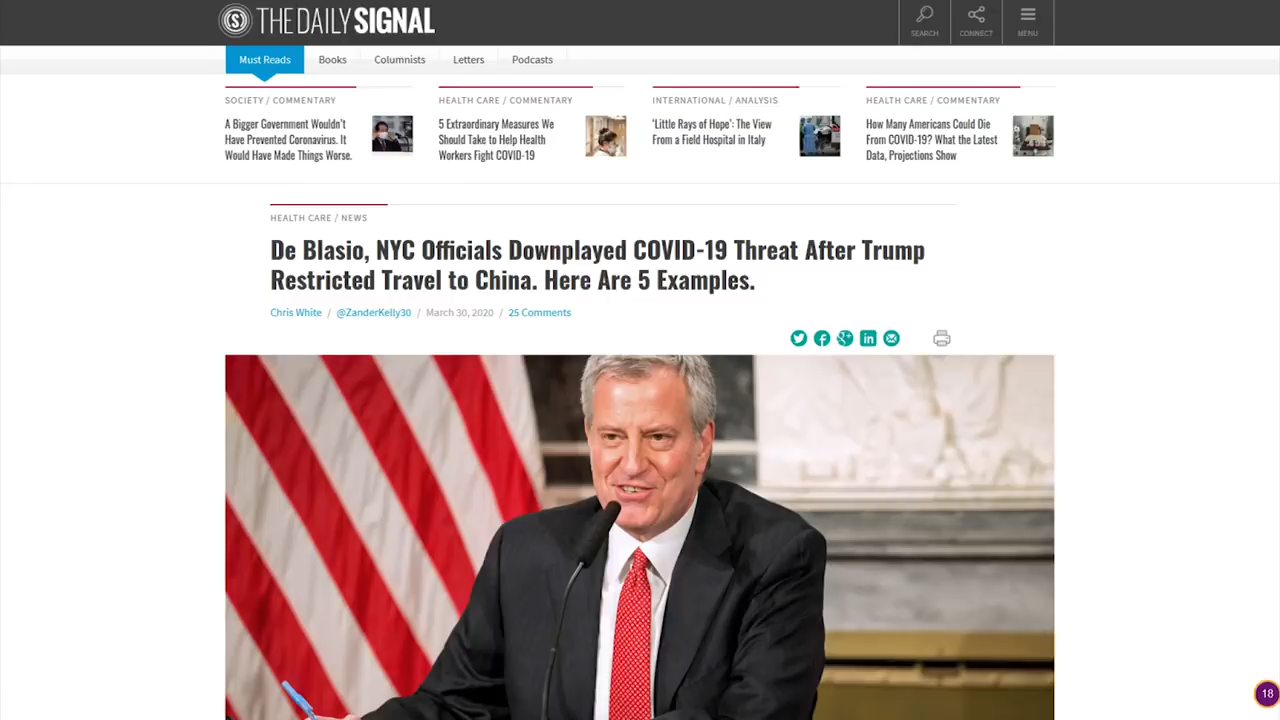 THE DAILY SIGNAL
SEARCH
CONNECT
MENU
Must Reads
Books
Columnists
Letters
Podcasts
SOCIETY / COMMENTARY
A Bigger Government Wouldn't
Have Prevented Coronavirus. It
Would Have Made Things Worse.
HEALTH CARE / COMMENTARY
5 Extraordinary Measures We
Should Take to Help Health
Workers Fight COVID-19
INTERNATIONAL / ANALYSIS
'Little Rays of Hope': The View
From a Field Hospital in Italy
HEALTH CARE / COMMENTARY
How Many Americans Could Die
From COVID-19? What the Latest
Data, Projections Show
HEALTH CARE / NEWS
De Blasio, NYC Officials Downplayed COVID-19 Threat After Trump
Restricted Travel to China. Here Are 5 Examples.
Chris White / @ZanderKelly30 / March 30, 2020 / 25 Comments
18